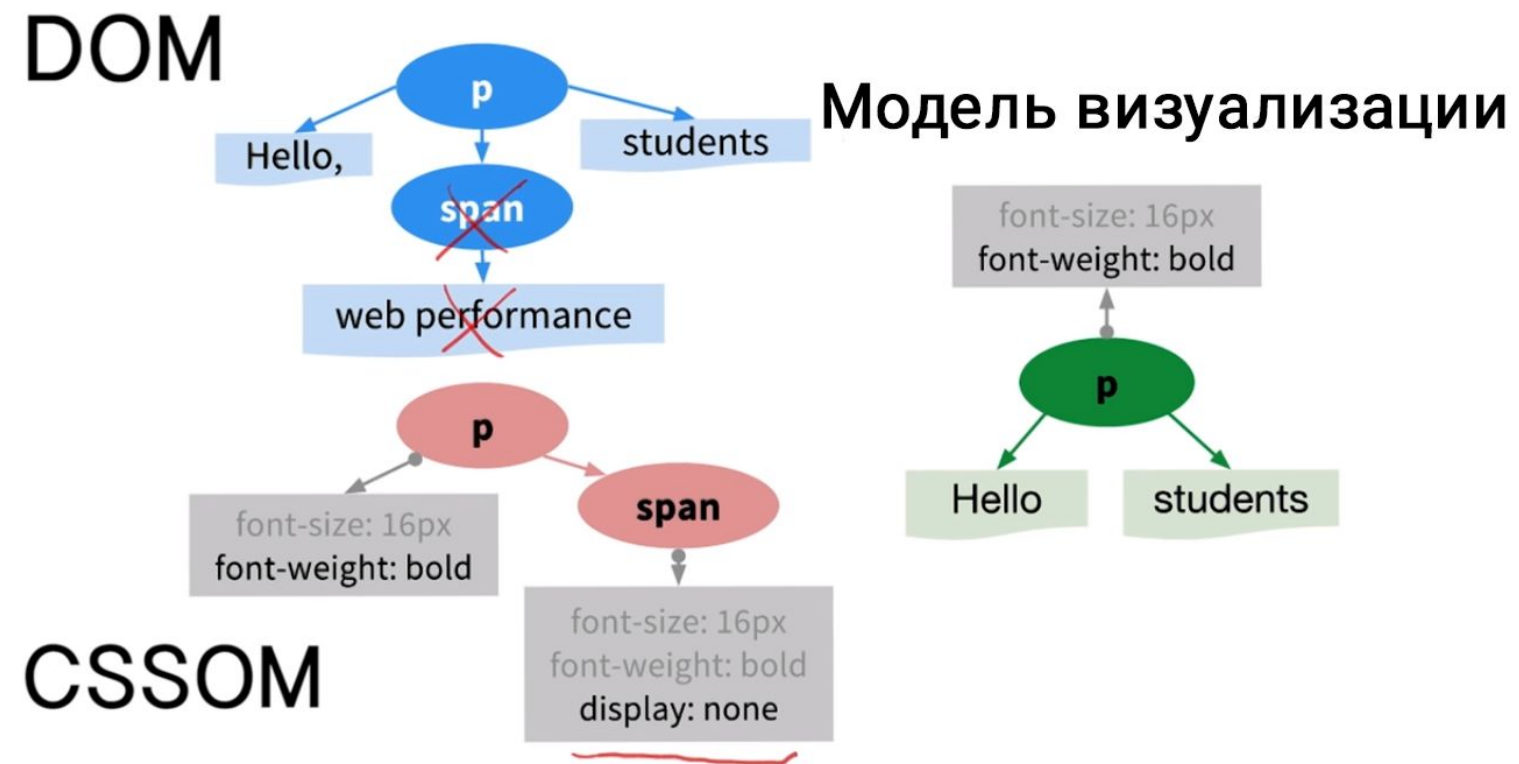 DOM
p
Hello,
students
span
web performance
Модель визуализации
font-size: 16px
font-weight: bold
p
Hello
students
p
font-size: 16px
font-weight: bold
span
font-size: 16px
font-weight: bold
display: none
CSSOM